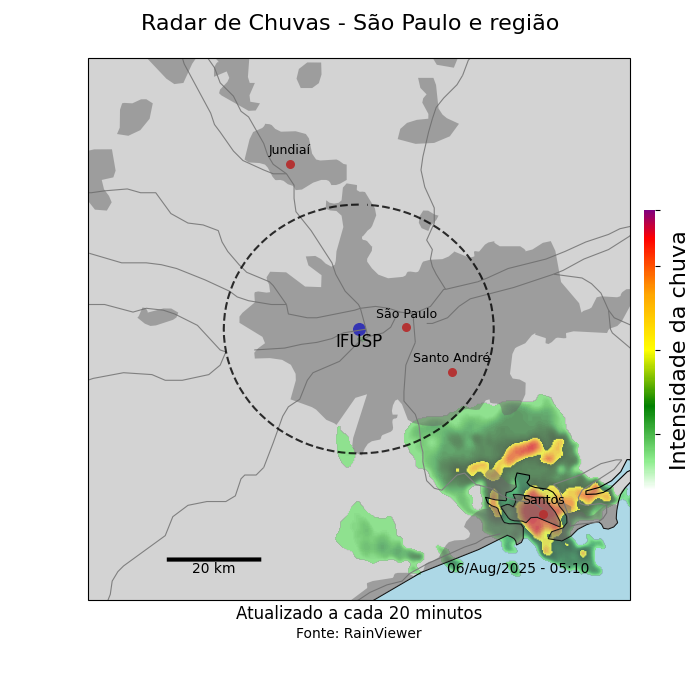 Radar de Chuvas - São Paulo e região
Jundiaí
São Paulo
IFUSP
Santo André
Santos
20 km
06/Aug/2025 - 05:10
Intensidade da chuva
Atualizado a cada 20 minutos
Fonte: RainViewer